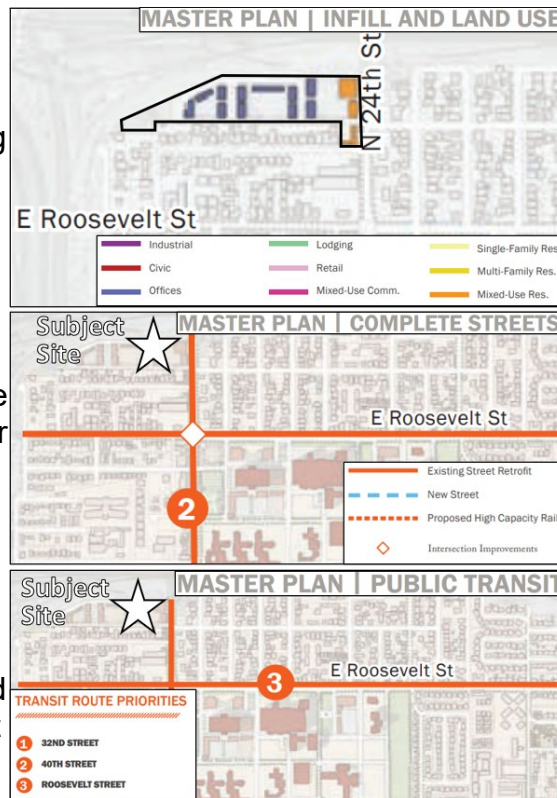 MASTER PLAN | INFILL AND LAND USE
N 24th St
g
E Roosevelt St
Industrial
Lodging
Single-Family Res
Civic
Retail
Multi-Family Res.
Offices
Mixed-Use Comm.
Mixed-Use Res.
Subject
Site
MASTER PLAN | COMPLETE STREETS
e
r
E Roosevelt St
2
Existing Street Retrofit
New Street
Proposed High Capacity Rail
Intersection Improvements
Subject
Site
MASTER PLAN | PUBLIC TRANSIT
E Roosevelt St
3
d
TRANSIT ROUTE PRIORITIES
1 32ND STREET
2 40TH STREET
3 ROOSEVELT STREET